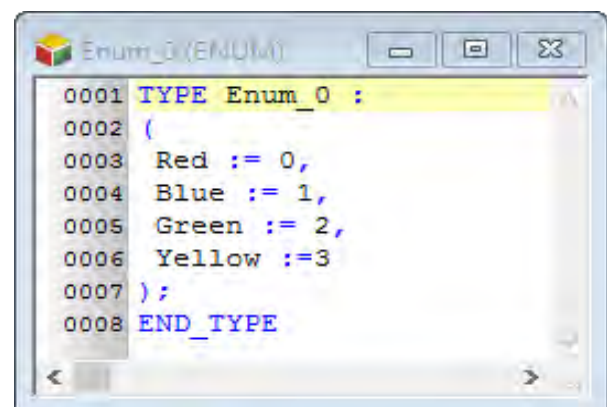 Enum_0 (ENUM)
0001 TYPE Enum_0 :
0002 (
0003 Red := 0,
0004 Blue := 1,
0005 Green := 2,
0006 Yellow :=3
0007 );
0008 END_TYPE